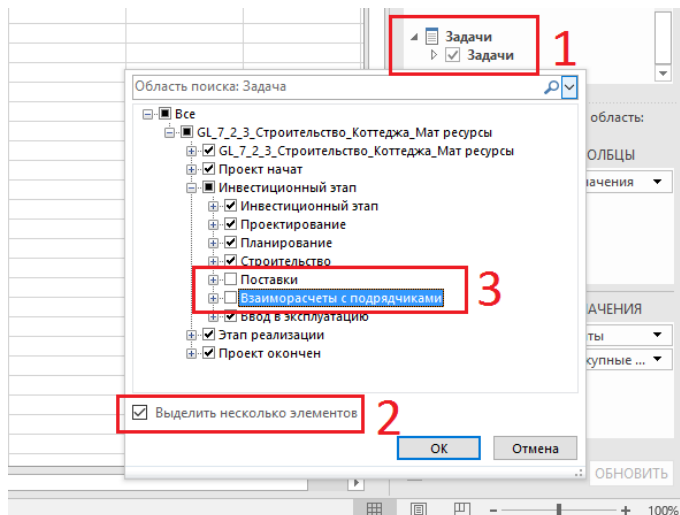 Задачи
Задачи
1
Область поиска: Задача
Все
GL_7_2_3_Строительство_Коттеджа_Мат ресурсы
GL_7_2_3_Строительство_Коттеджа_Мат ресурсы
Проект начат
Инвестиционный этап
Инвестиционный этап
Проектирование
Планирование
Строительство
Поставки
Взаиморасчеты с подрядчиками
3
Ввод в эксплуатацию
Этап реализации
Проект окончен
Выделить несколько элементов
2
ОК
Отмена
область:
ОЛБЦЫ
ачения
АЧЕНИЯ
ты
купные ...
ОБНОВИТЬ
100%